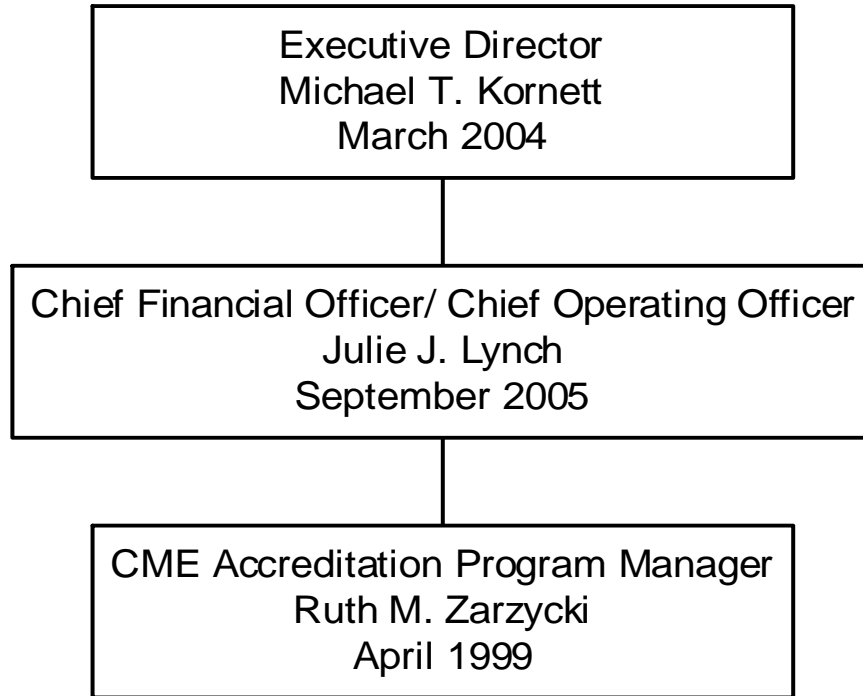 Executive Director
Michael T. Kornett
March 2004
Chief Financial Officer/ Chief Operating Officer
Julie J. Lynch
September 2005
CME Accreditation Program Manager
Ruth M. Zarzycki
April 1999